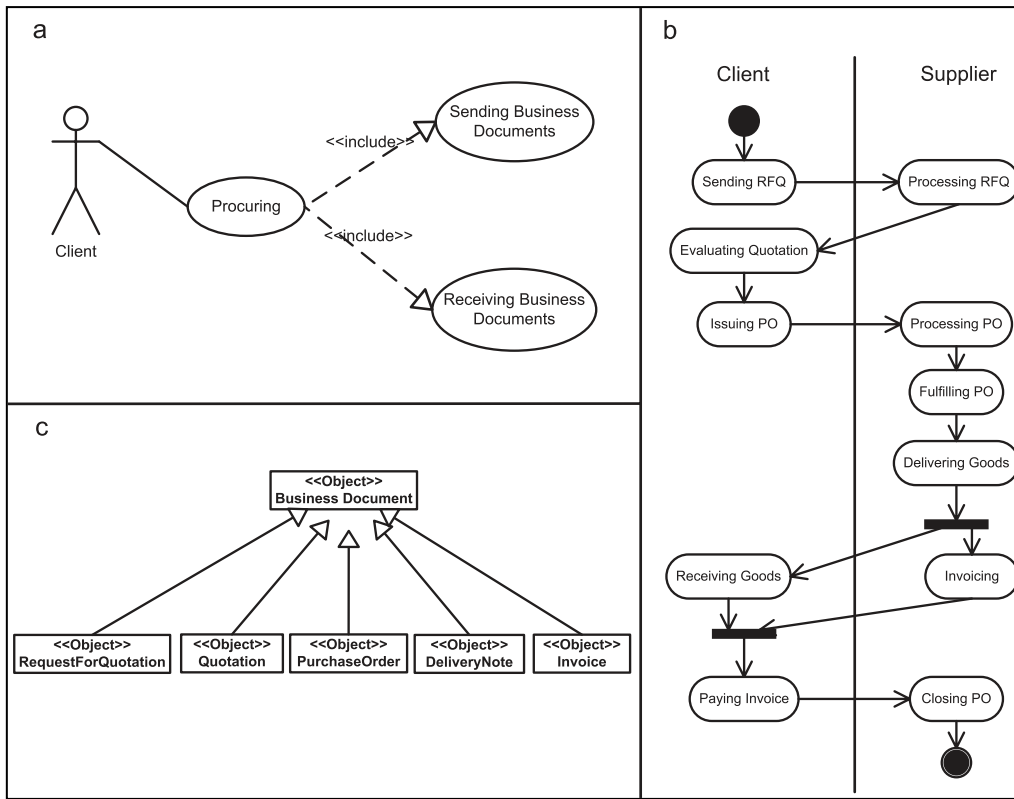 a
Sending Business
Documents
<<include>>
Procuring
<<include>>
Client
Receiving Business
Documents
b
Client
Supplier
Sending RFQ
Processing RFQ
Evaluating Quotation
Issuing PO
Processing PO
Fulfilling PO
Delivering Goods
Receiving Goods
Invoicing
Paying Invoice
Closing PO
c
<<Object>>
Business Document
<<Object>>
RequestForQuotation
<<Object>>
Quotation
<<Object>>
PurchaseOrder
<<Object>>
DeliveryNote
<<Object>>
Invoice